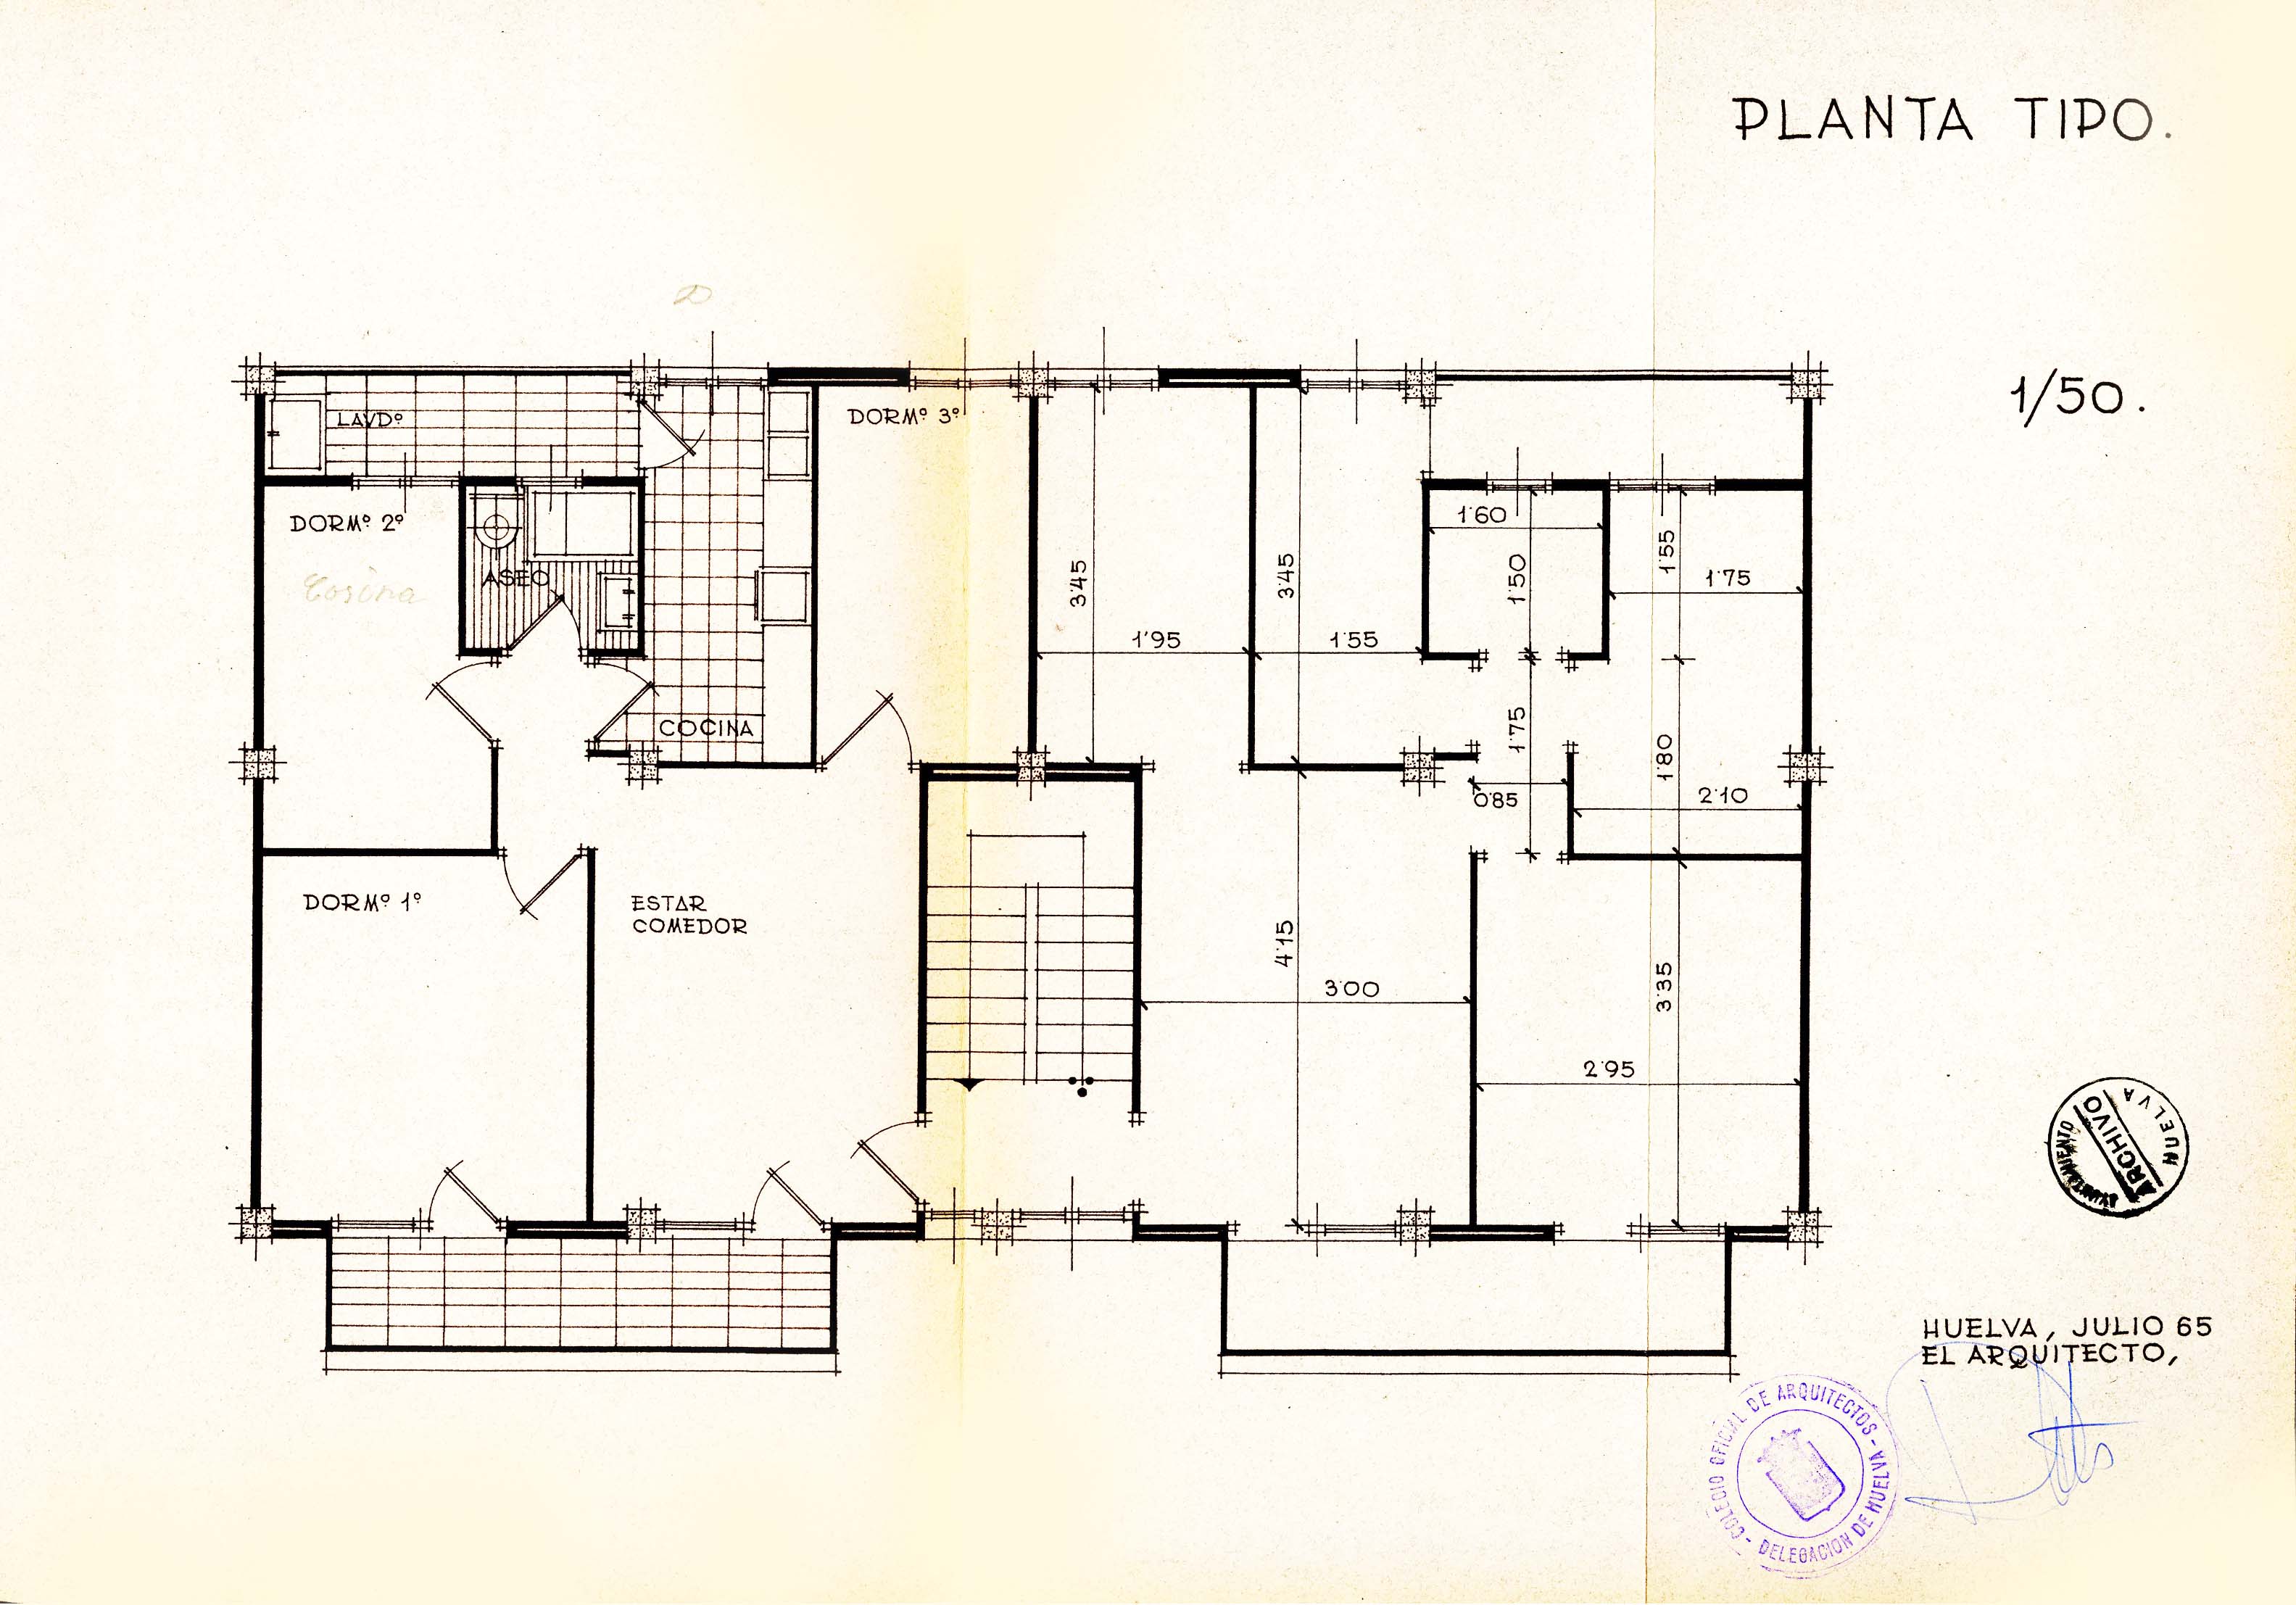 PLANTA TIPO.
1/50.
LAVDº
DORMº 3º
DORMº 2º
Cocina
ASEO
COCINA
DORMº 1º
ESTAR
COMEDOR
3'45
1'95
3'45
1'55
1'60
1'50
1'55
1'75
1'75
1'80
0'85
2'10
4'15
3'00
3'35
2'95
AYUNTAMIENTO
ARCHIVO
HUELVA
HUELVA, JULIO 65
EL ARQUITECTO,
COLEGIO OFICIAL DE ARQUITECTOS - DELEGACION DE HUELVA -